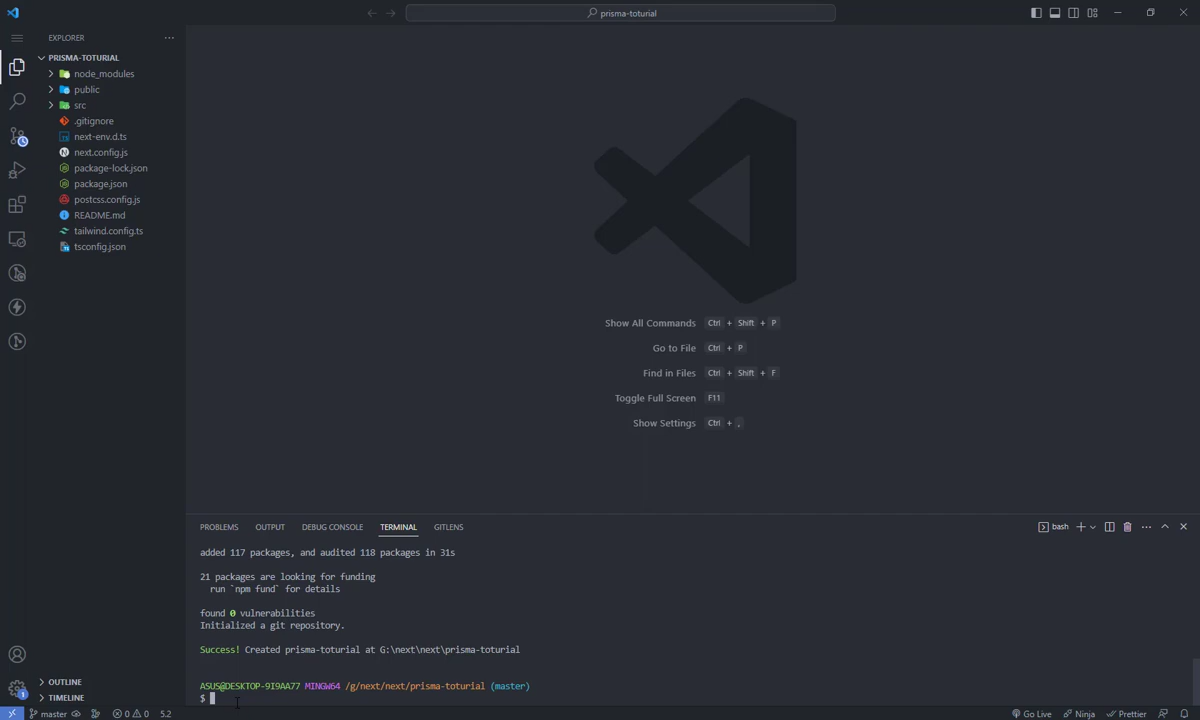 prisma-toturial
EXPLORER
PRISMA-TOTURIAL
node_modules
public
src
.gitignore
next-env.d.ts
next.config.js
package-lock.json
package.json
postcss.config.js
README.md
tailwind.config.ts
tsconfig.json
Show All Commands Ctrl + Shift + P
Go to File Ctrl + P
Find in Files Ctrl + Shift + F
Toggle Full Screen F11
Show Settings Ctrl + ,
PROBLEMS OUTPUT DEBUG CONSOLE TERMINAL GITLENS bash
added 117 packages, and audited 118 packages in 31s
21 packages are looking for funding
run `npm fund` for details
found 0 vulnerabilities
Initialized a git repository.
Success! Created prisma-toturial at G:\next\next\prisma-toturial
ASUS@DESKTOP-9I9AA77 MINGW64 /g/next/next/prisma-toturial (master)
$
OUTLINE
TIMELINE
1
master 0 0 5.2 Go Live Ninja Prettier